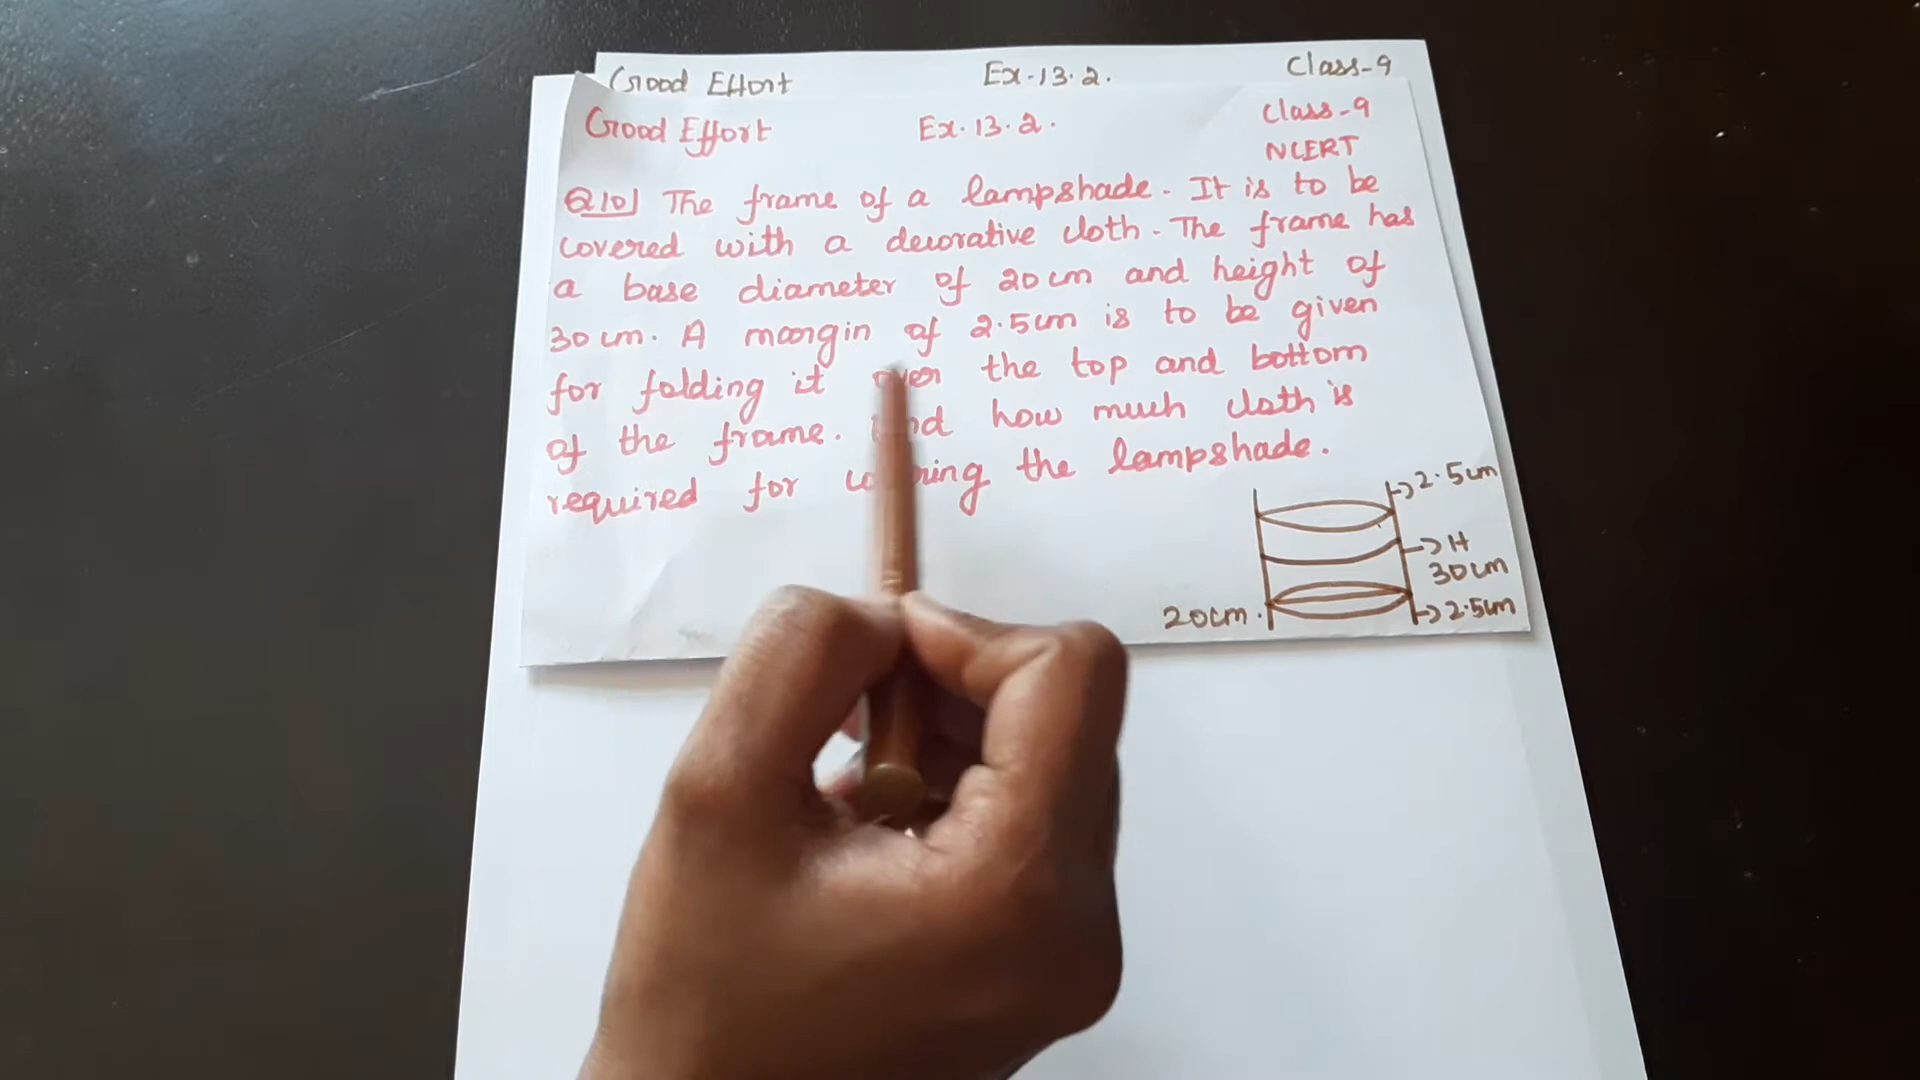 Good Effort Ex.13.2. Class-9
Good Effort Ex.13.2. Class-9
NCERT
Q10) The frame of a lampshade. It is to be
covered with a decorative cloth. The frame has
a base diameter of 20cm and height of
30cm. A margin of 2.5cm is to be given
for folding it over the top and bottom
of the frame. how much cloth is
required for the lampshade.
2.5cm
H
30cm
20cm. 2.5cm